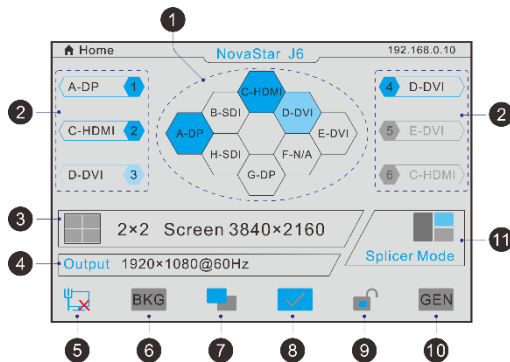 1
Home
NovaStar J6
192.168.0.10
2
A-DP 1
C-HDMI 2
D-DVI 3
C-HDMI
B-SDI
D-DVI
A-DP
E-DVI
H-SDI
F-N/A
G-DP
4 D-DVI
5 E-DVI
6 C-HDMI
2
3
2×2 Screen 3840×2160
4
Output 1920×1080@60Hz
Splicer Mode
11
BKG
GEN
5
6
7
8
9
10